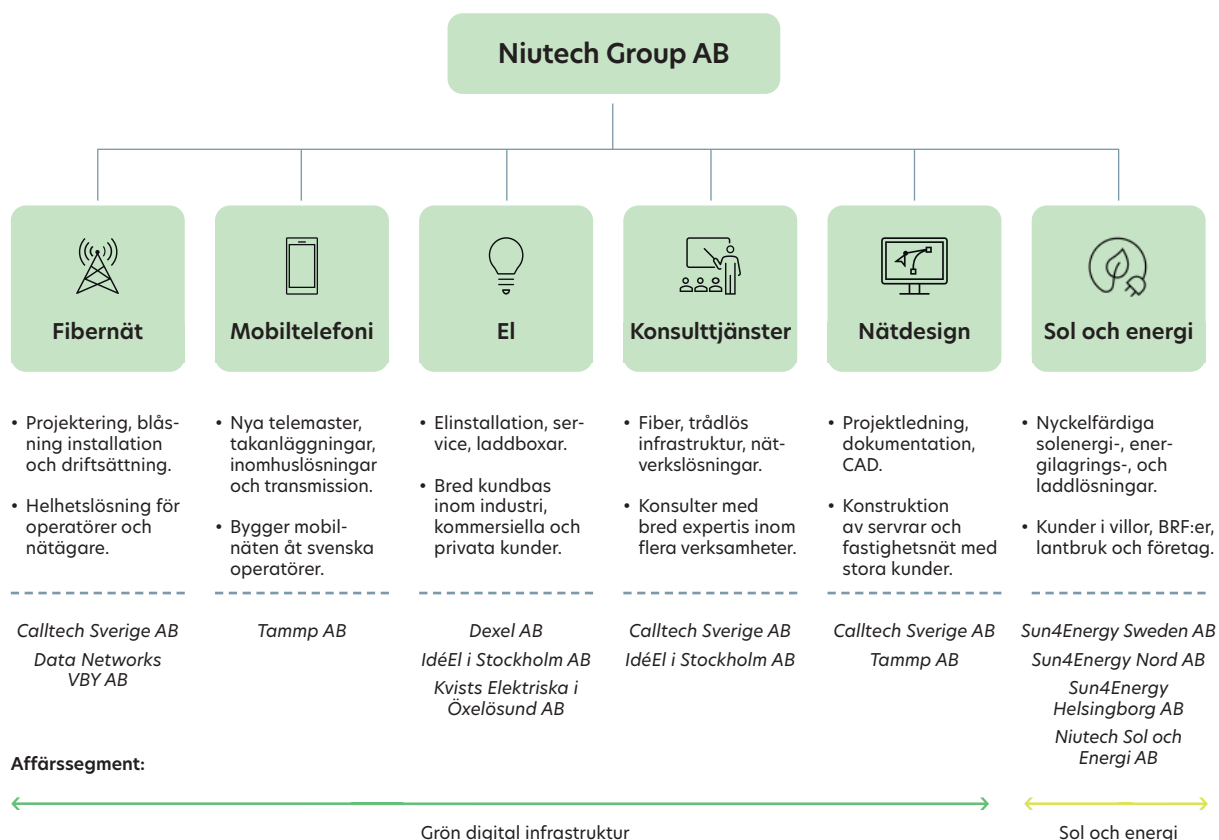 Niutech Group AB
Fibernät
• Projektering, blås-
ning installation
och driftsättning.
• Helhetslösning för
operatörer och
nätägare.
Calltech Sverige AB
Data Networks
VBY AB
Mobiltelefoni
• Nya telemaster,
takanläggningar,
inomhuslösningar
och transmission.
• Bygger mobil-
näten åt svenska
operatörer.
Tammp AB
El
• Elinstallation, ser-
vice, laddboxar.
• Bred kundbas
inom industri,
kommersiella och
privata kunder.
Dexel AB
IdéEl i Stockholm AB
Kvists Elektriska i
Öxelösund AB
Konsulttjänster
• Fiber, trådlös
infrastruktur, nät-
verkslösningar.
• Konsulter med
bred expertis inom
flera verksamheter.
Calltech Sverige AB
IdéEl i Stockholm AB
Nätdesign
• Projektledning,
dokumentation,
CAD.
• Konstruktion
av servrar och
fastighetsnät med
stora kunder.
Calltech Sverige AB
Tammp AB
Sol och energi
• Nyckelfärdiga
solenergi-, ener-
gilagrings-, och
laddlösningar.
• Kunder i villor, BRF:er,
lantbruk och företag.
Sun4Energy Sweden AB
Sun4Energy Nord AB
Sun4Energy
Helsingborg AB
Niutech Sol och
Energi AB
Affärssegment:
Grön digital infrastruktur
Sol och energi